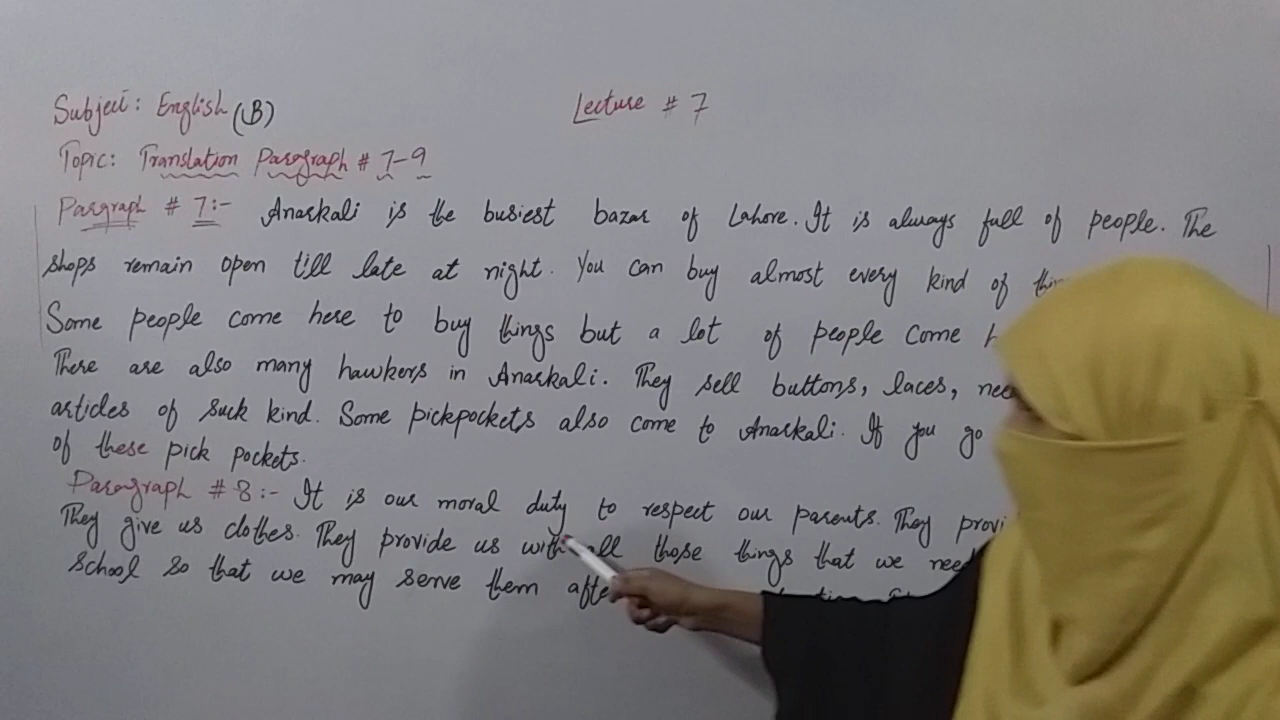 Subject: English (B)
Lecture # 7
Topic: Translation Paragraph # 7-9
Pargraph # 7:- Anarkali is the busiest bazar of Lahore. It is always full of people. The
shops remain open till late at night. You can buy almost every kind of
Some people come here to buy things but a lot of people come
There are also many hawkers in Anarkali. They sell buttons, laces,
articles of suck kind. Some pickpockets also come to Anarkali. If you go
of these pick pockets.
Paragraph # 8:- It is our moral duty to respect our parents. They
They give us clothes. They provide us with all those things that we need
school so that we may serve them